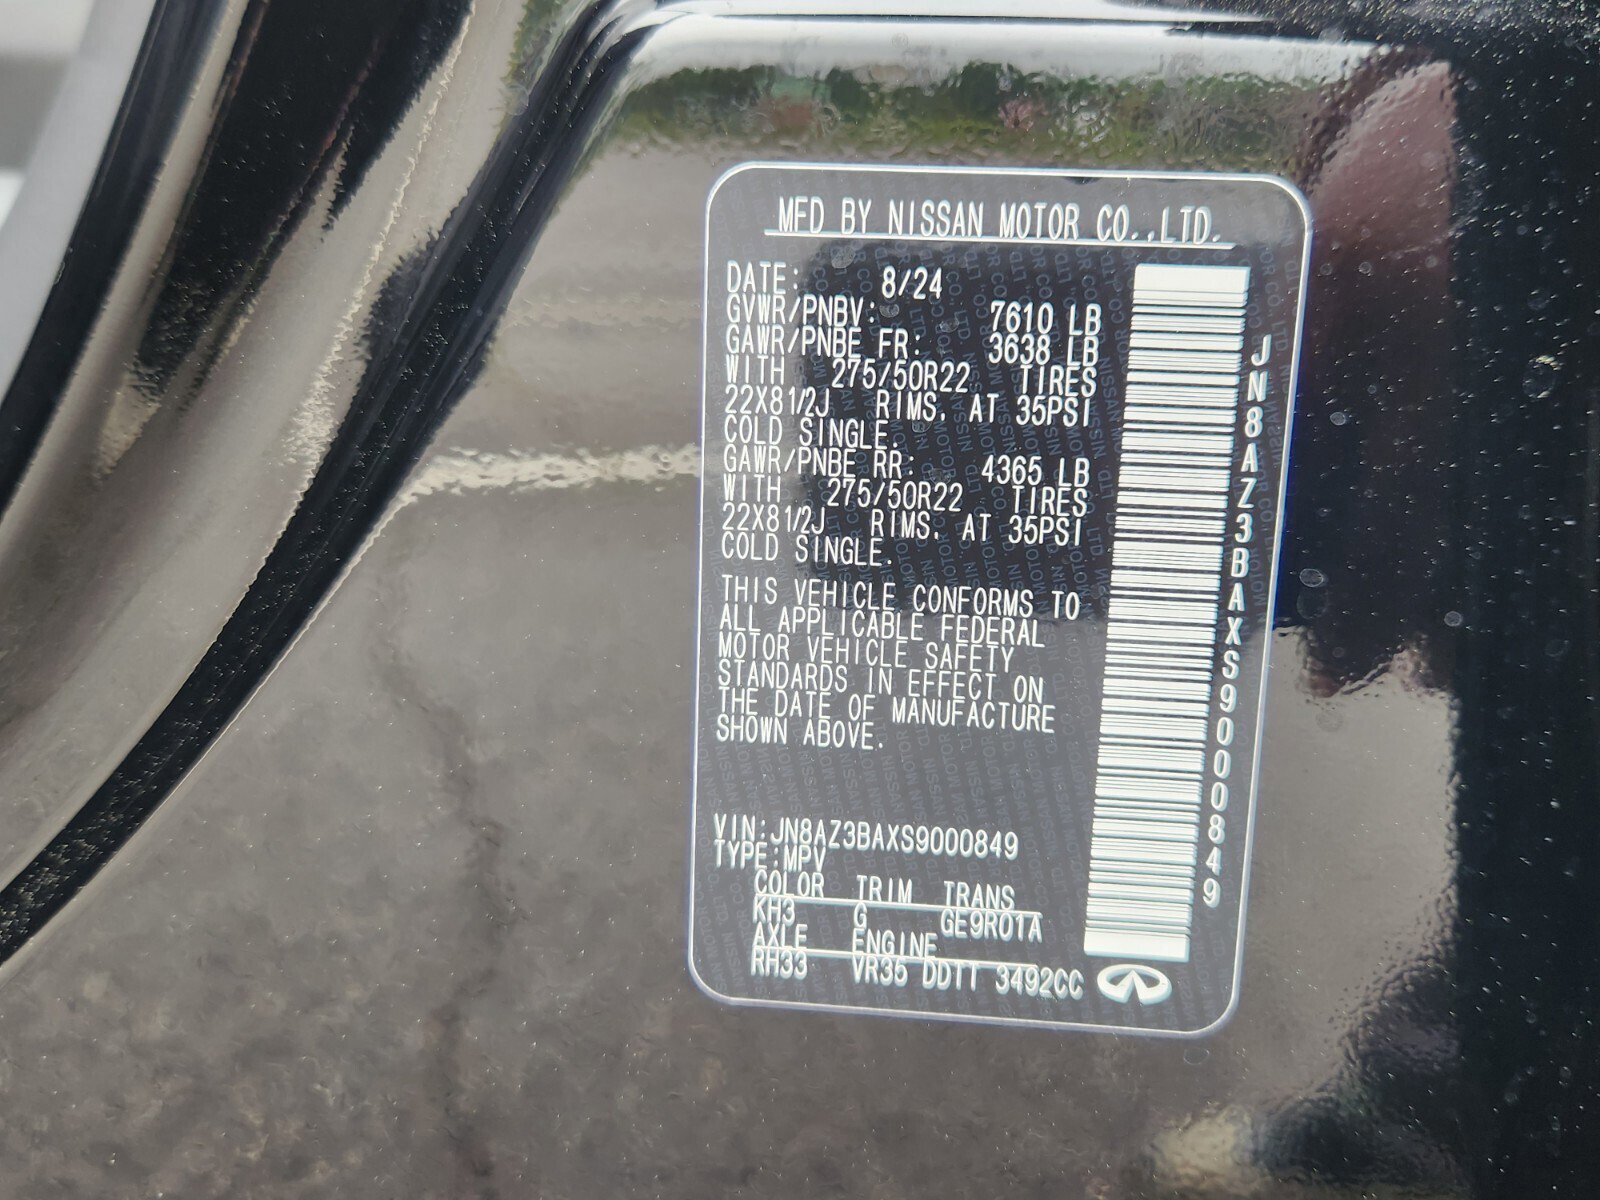 MFD BY NISSAN MOTOR CO.,LTD.
DATE: 8/24
GVWR/PNBV: 7610 LB
GAWR/PNBE FR: 3638 LB
WITH 275/50R22 TIRES
22X81/2J RIMS. AT 35PSI
COLD SINGLE.
GAWR/PNBE RR: 4365 LB
WITH 275/50R22 TIRES
22X81/2J RIMS. AT 35PSI
COLD SINGLE.
THIS VEHICLE CONFORMS TO
ALL APPLICABLE FEDERAL
MOTOR VEHICLE SAFETY
STANDARDS IN EFFECT ON
THE DATE OF MANUFACTURE
SHOWN ABOVE.
VIN:JN8AZ3BAXS9000849
TYPE:MPV
COLOR TRIM TRANS
KH3 G GE9R01A
AXLE ENGINE
RH33 VR35 DDTT 3492CC
JN8AZ3BAXS9000849